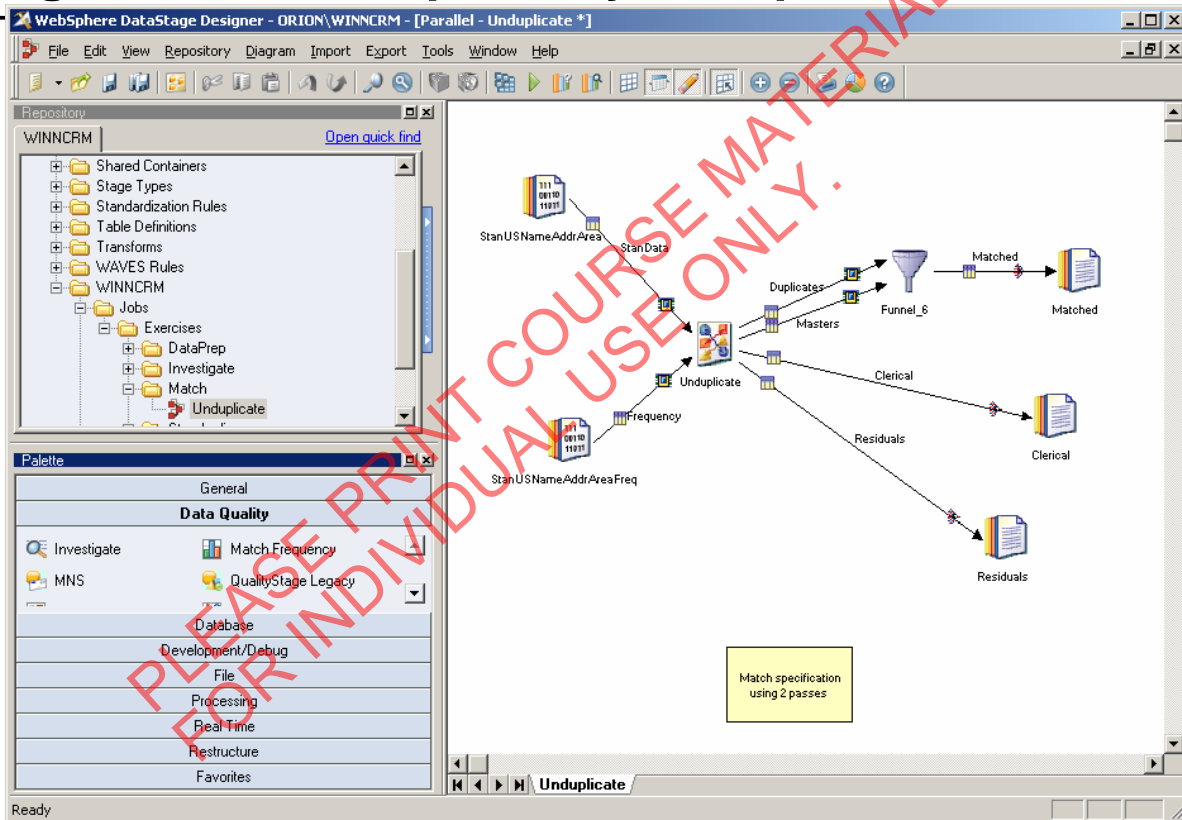 WebSphere DataStage Designer - ORION\WINNCRM - [Parallel - Unduplicate *]
File Edit View Repository Diagram Import Export Tools Window Help
Repository
WINNCRM
Open quick find
Shared Containers
Stage Types
Standardization Rules
Table Definitions
Transforms
WAVES Rules
WINNCRM
Jobs
Exercises
DataPrep
Investigate
Match
Unduplicate
Palette
General
Data Quality
Investigate
Match Frequency
MNS
QualityStage Legacy
Database
Development/Debug
File
Processing
Real Time
Restructure
Favorites
StanUSNameAddrArea
StanData
Duplicates
Masters
Funnel_6
Matched
Matched
Unduplicate
Clerical
Clerical
Frequency
StanUSNameAddrAreaFreq
Residuals
Residuals
Match specification
using 2 passes
Unduplicate
Ready
PLEASE PRINT COURSE MATERIAL
FOR INDIVIDUAL USE ONLY.